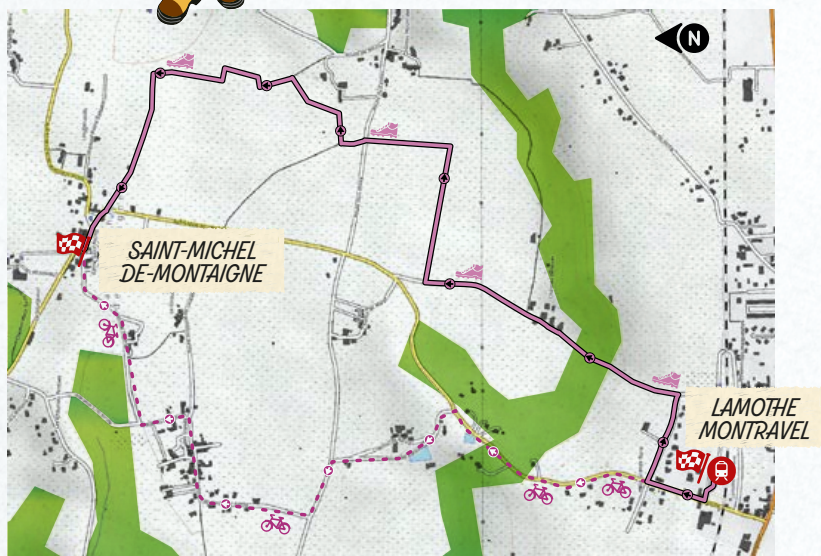 N
SAINT-MICHEL
DE-MONTAIGNE
LAMOTHE
MONTRAVEL